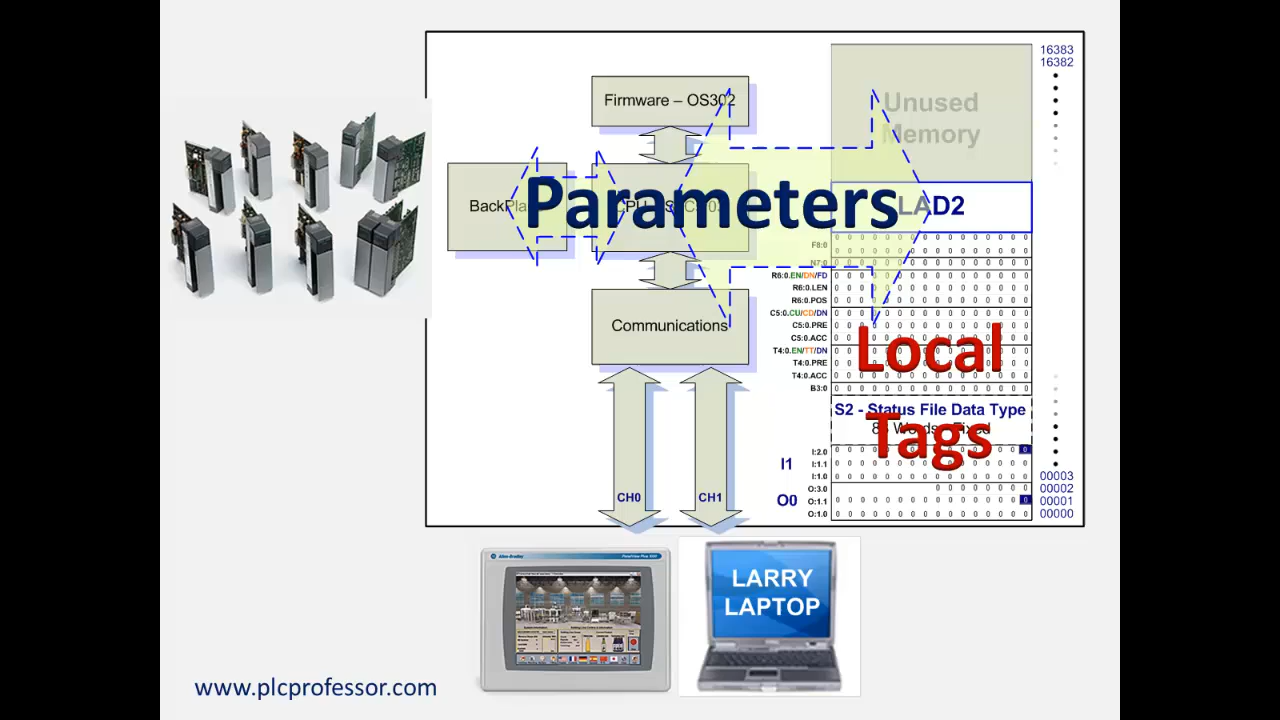 16383
16382
Unused
Memory
Firmware – OS302
Parameters
LAD2
F8:0
N7:0
R6:0.EN/DN/FD
R6:0.LEN
R6:0.POS
C5:0.CU/CD/DN
C5:0.PRE
C5:0.ACC
T4:0.EN/TT/DN
T4:0.PRE
T4:0.ACC
B3:0
Communications
Local
Tags
S2 - Status File Data Type
I:2.0
I1
I:1.1
I:1.0
O:3.0
O0
O:1.1
O:1.0
00003
00002
00001
00000
CH0
CH1
Allen-Bradley
LARRY
LAPTOP
www.plcprofessor.com